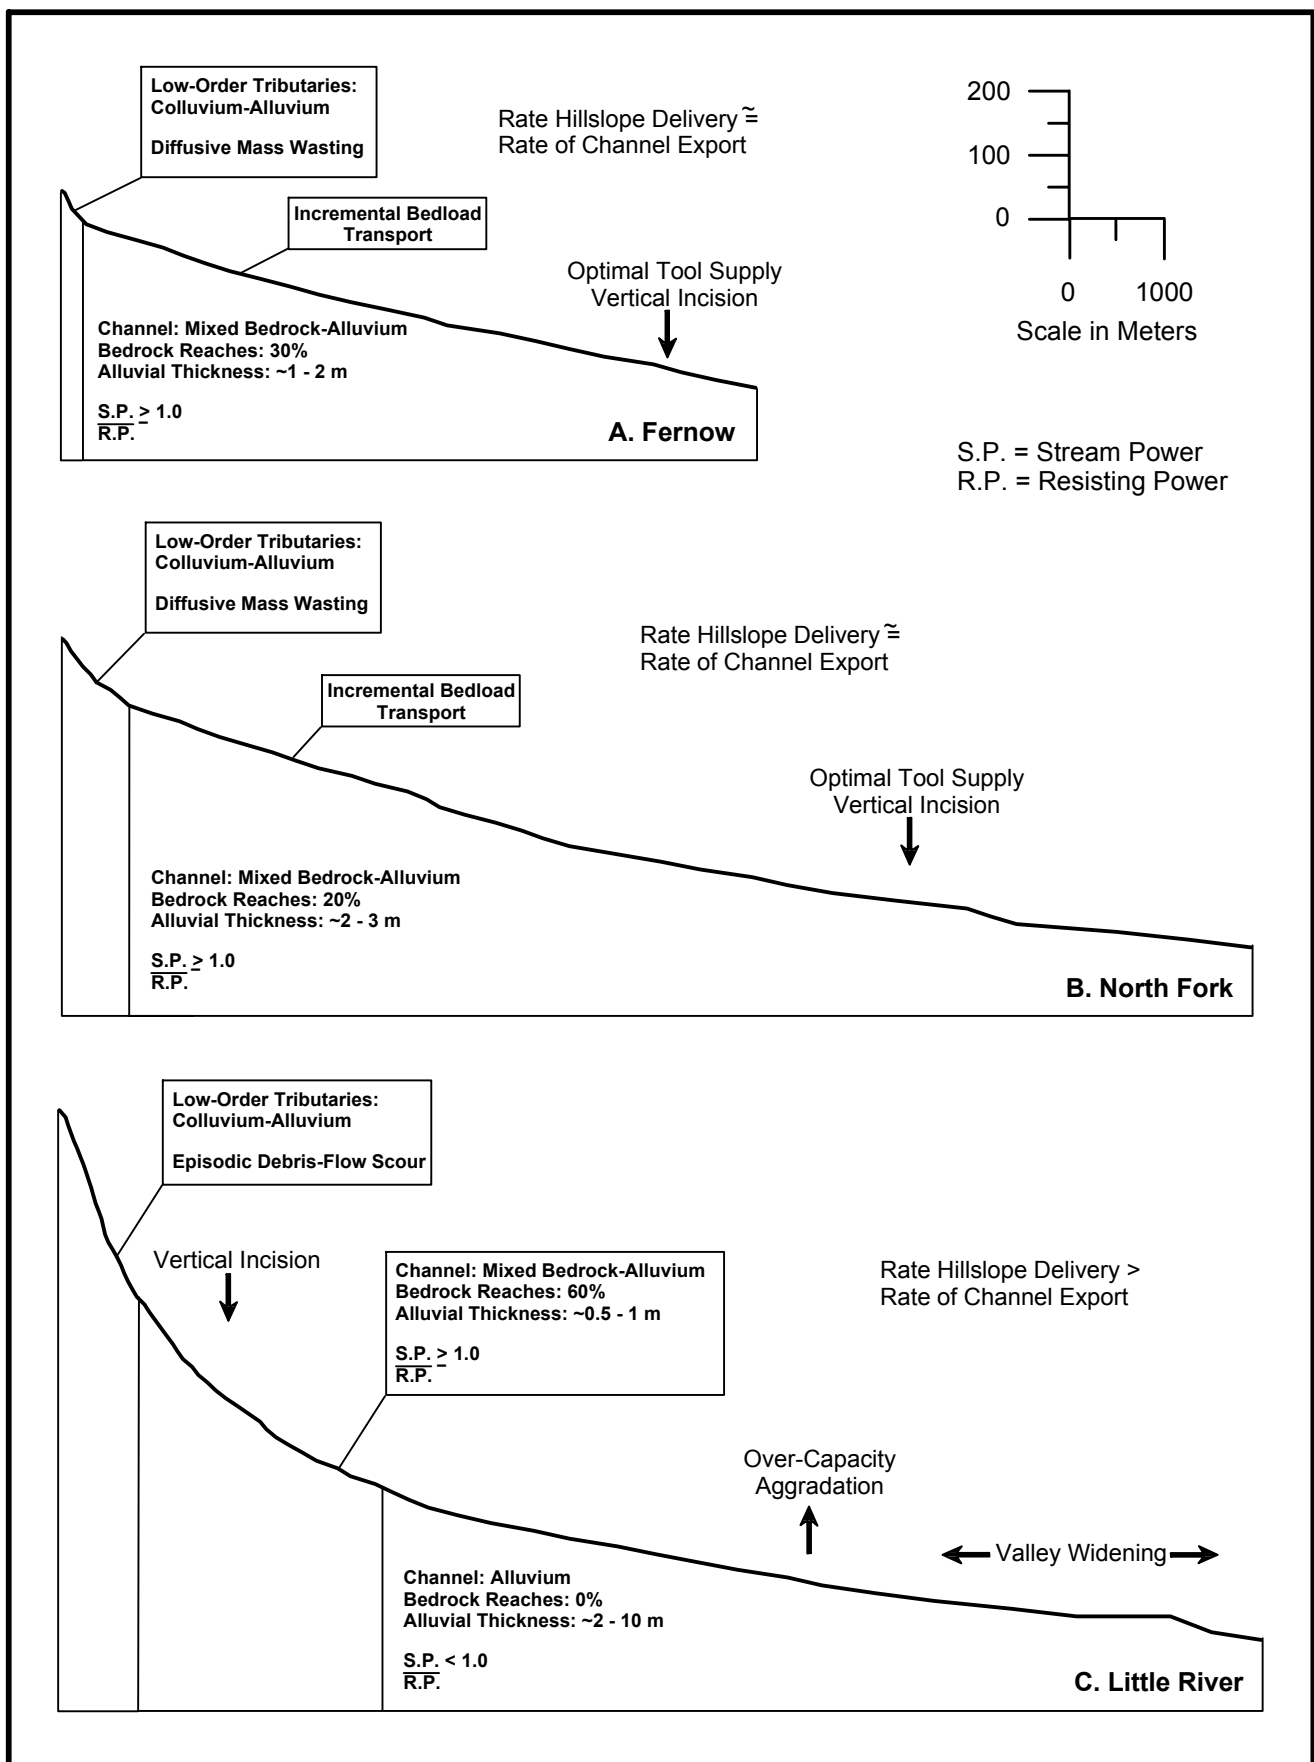 Low-Order Tributaries:
Colluvium-Alluvium
Diffusive Mass Wasting
Rate Hillslope Delivery ≅
Rate of Channel Export
200
100
0
0 1000
Scale in Meters
Incremental Bedload
Transport
Optimal Tool Supply
Vertical Incision
Channel: Mixed Bedrock-Alluvium
Bedrock Reaches: 30%
Alluvial Thickness: ~1 - 2 m
S.P. ≥ 1.0
R.P.
A. Fernow
S.P. = Stream Power
R.P. = Resisting Power
Low-Order Tributaries:
Colluvium-Alluvium
Diffusive Mass Wasting
Rate Hillslope Delivery ≅
Rate of Channel Export
Incremental Bedload
Transport
Optimal Tool Supply
Vertical Incision
Channel: Mixed Bedrock-Alluvium
Bedrock Reaches: 20%
Alluvial Thickness: ~2 - 3 m
S.P. ≥ 1.0
R.P.
B. North Fork
Low-Order Tributaries:
Colluvium-Alluvium
Episodic Debris-Flow Scour
Vertical Incision
Channel: Mixed Bedrock-Alluvium
Bedrock Reaches: 60%
Alluvial Thickness: ~0.5 - 1 m
S.P. ≥ 1.0
R.P.
Rate Hillslope Delivery >
Rate of Channel Export
Over-Capacity
Aggradation
Valley Widening
Channel: Alluvium
Bedrock Reaches: 0%
Alluvial Thickness: ~2 - 10 m
S.P. < 1.0
R.P.
C. Little River